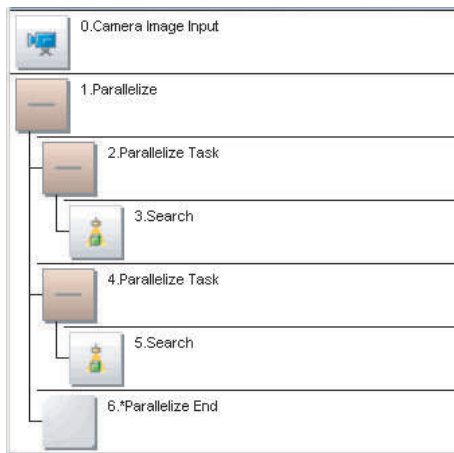 0.Camera Image Input
1.Parallelize
2.Parallelize Task
3.Search
4.Parallelize Task
5.Search
6.*Parallelize End